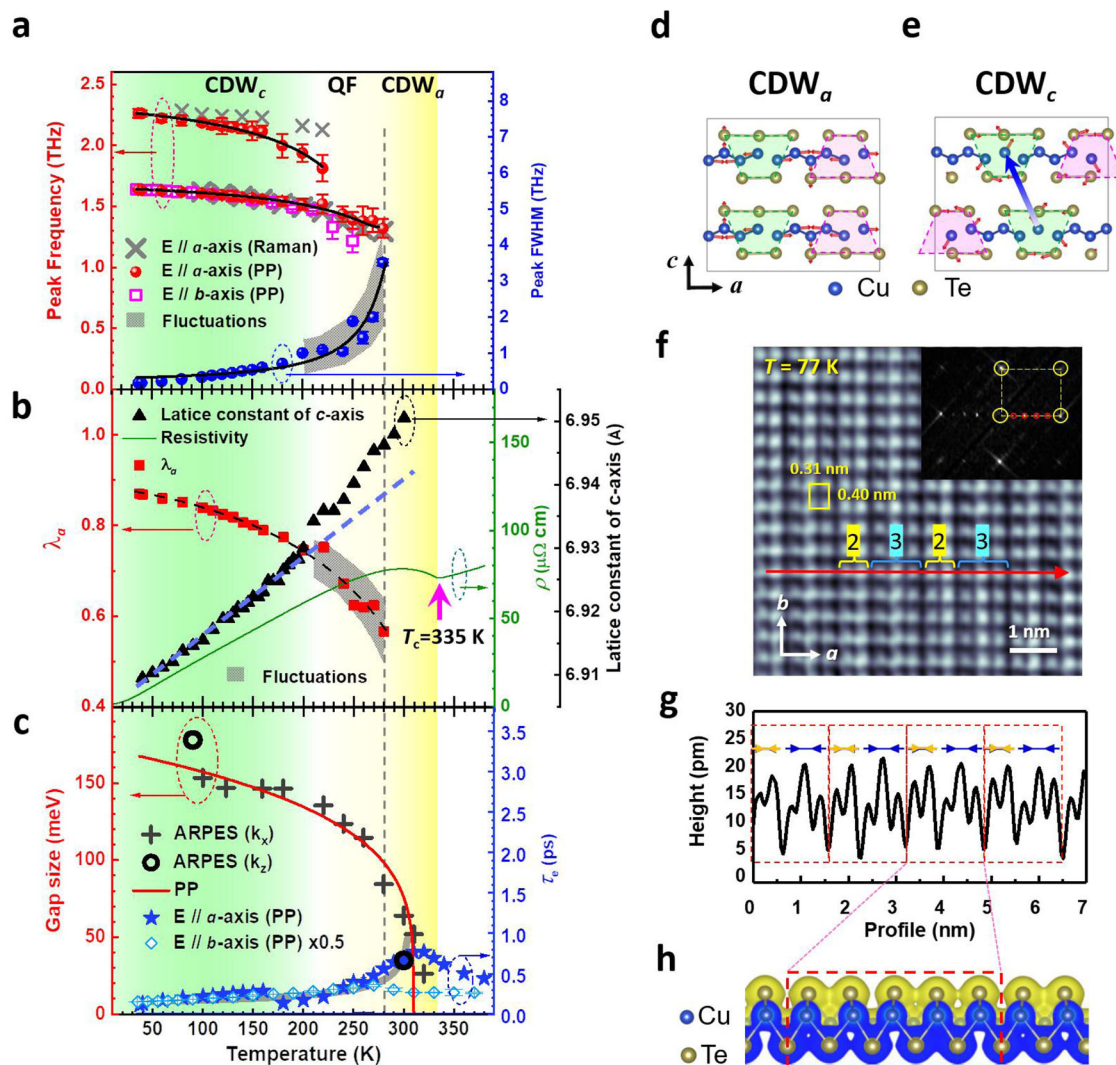 a
CDWc QF CDWa
2.5
2.0
1.5
1.0
0.5
0.0
Peak Frequency (THz)
8
7
6
5
4
3
2
1
0
Peak FWHM (THz)
E // a-axis (Raman)
E // a-axis (PP)
E // b-axis (PP)
Fluctuations
b
1.0
0.8
0.6
0.4
λa
Latice constant of c-axis
Resistivity
λa
150
100
50
0
ρ (μΩ cm)
6.95
6.94
6.93
6.92
6.91
Lattice constant of c-axis (A)
Tc=335 K
Fluctuations
c
150
100
50
0
Gap size (meV)
3.5
3.0
2.5
2.0
1.5
1.0
0.5
0.0
τe (ps)
ARPES (kx)
ARPES (kz)
PP
E // a-axis (PP)
E // b-axis (PP) x0.5
50 100 150 200 250 300 350
Temperature (K)
d
CDWa
e
CDWc
c
a
Cu Te
f
T = 77 K
0.31 nm
0.40 nm
2 3 2 3
b
a
1 nm
g
30
25
20
15
10
5
0
Height (pm)
0 1 2 3 4 5 6 7
Profile (nm)
h
Cu
Te